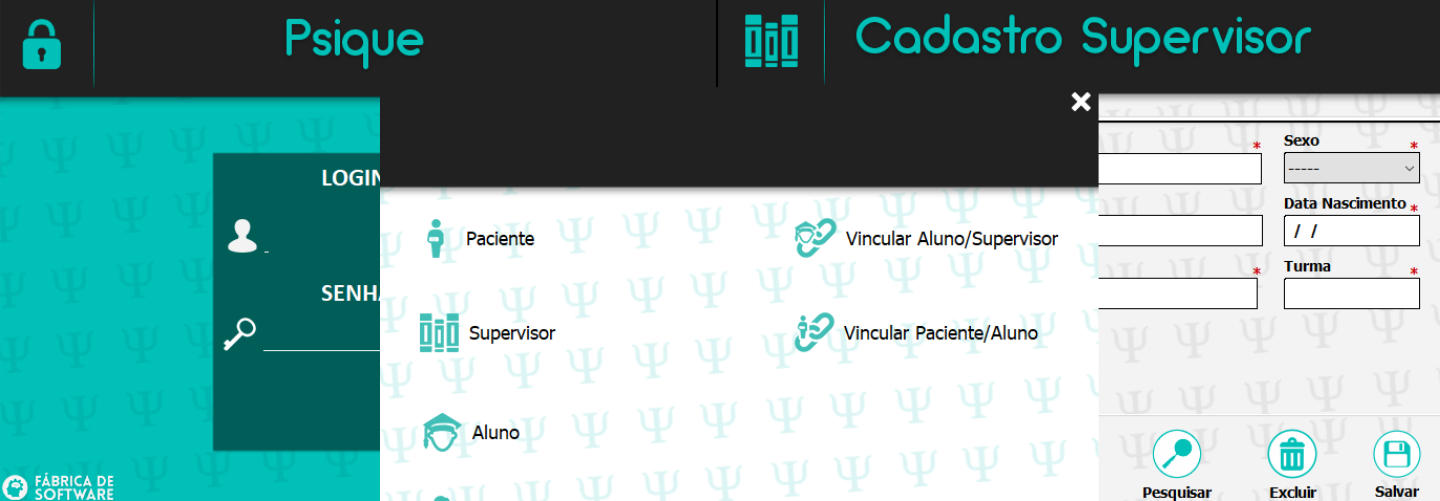 Psique
Cadastro Supervisor
LOGIN
SENHA
FÁBRICA DE
SOFTWARE
Paciente
Supervisor
Aluno
Vincular Aluno/Supervisor
Vincular Paciente/Aluno
*
Sexo
*
-----
Data Nascimento *
/ /
*
Turma
*
Pesquisar
Excluir
Salvar